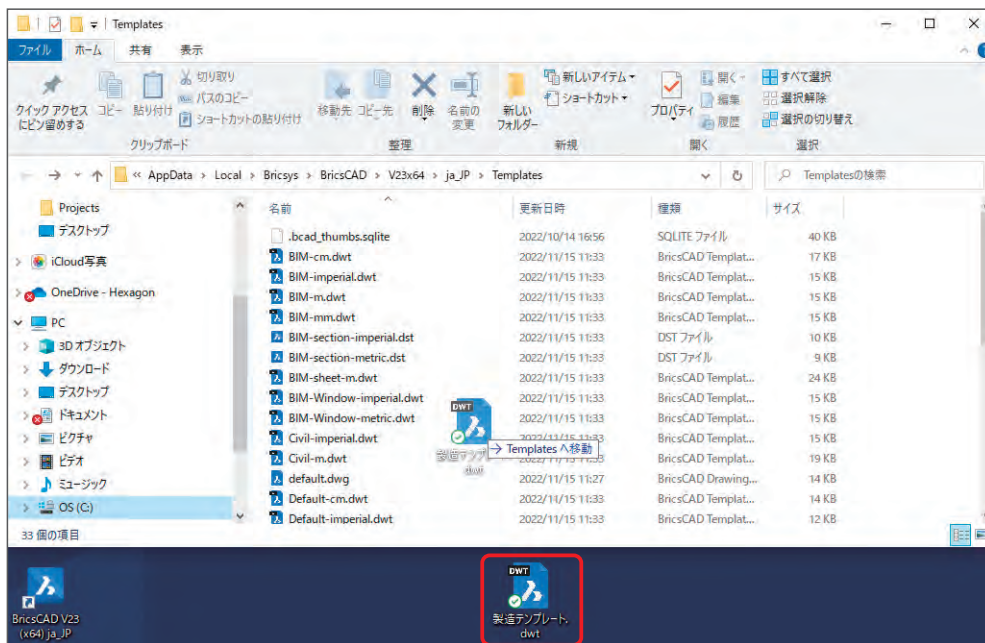 Templates
ファイル ホーム 共有 表示
クイック アクセス
にピン留めする
コピー
貼り付け
切り取り
パスのコピー
ショートカットの貼り付け
クリップボード
移動先
コピー先
削除
名前の
変更
整理
新しい
フォルダー
新しいアイテム
ショートカット
新規
プロパティ
開く
編集
履歴
開く
すべて選択
選択解除
選択の切り替え
選択
« AppData › Local › Bricsys › BricsCAD › V23x64 › ja_JP › Templates
Templatesの検索
Projects
デスクトップ
iCloud写真
OneDrive - Hexagon
PC
3D オブジェクト
ダウンロード
デスクトップ
ドキュメント
ピクチャ
ビデオ
ミュージック
OS (C:)
名前 更新日時 種類 サイズ
.bcad_thumbs.sqlite 2022/10/14 16:56 SQLITE ファイル 40 KB
BIM-cm.dwt 2022/11/15 11:33 BricsCAD Templat... 17 KB
BIM-imperial.dwt 2022/11/15 11:33 BricsCAD Templat... 15 KB
BIM-m.dwt 2022/11/15 11:33 BricsCAD Templat... 15 KB
BIM-mm.dwt 2022/11/15 11:33 BricsCAD Templat... 15 KB
BIM-section-imperial.dst 2022/11/15 11:33 DST ファイル 10 KB
BIM-section-metric.dst 2022/11/15 11:33 DST ファイル 9 KB
BIM-sheet-m.dwt 2022/11/15 11:33 BricsCAD Templat... 24 KB
BIM-Window-imperial.dwt 2022/11/15 11:33 BricsCAD Templat... 15 KB
BIM-Window-metric.dwt 2022/11/15 11:33 BricsCAD Templat... 15 KB
Civil-imperial.dwt 2022/11/15 11:33 BricsCAD Templat... 15 KB
Civil-m.dwt 2022/11/15 11:33 BricsCAD Templat... 19 KB
default.dwg 2022/11/15 11:27 BricsCAD Drawing... 14 KB
Default-cm.dwt 2022/11/15 11:33 BricsCAD Templat... 14 KB
Default-imperial.dwt 2022/11/15 11:33 BricsCAD Templat... 12 KB
DWT
製造テンプ
dwt
→ Templates へ移動
33 個の項目
BricsCAD V23
(x64) ja_JP
DWT
製造テンプレート.
dwt